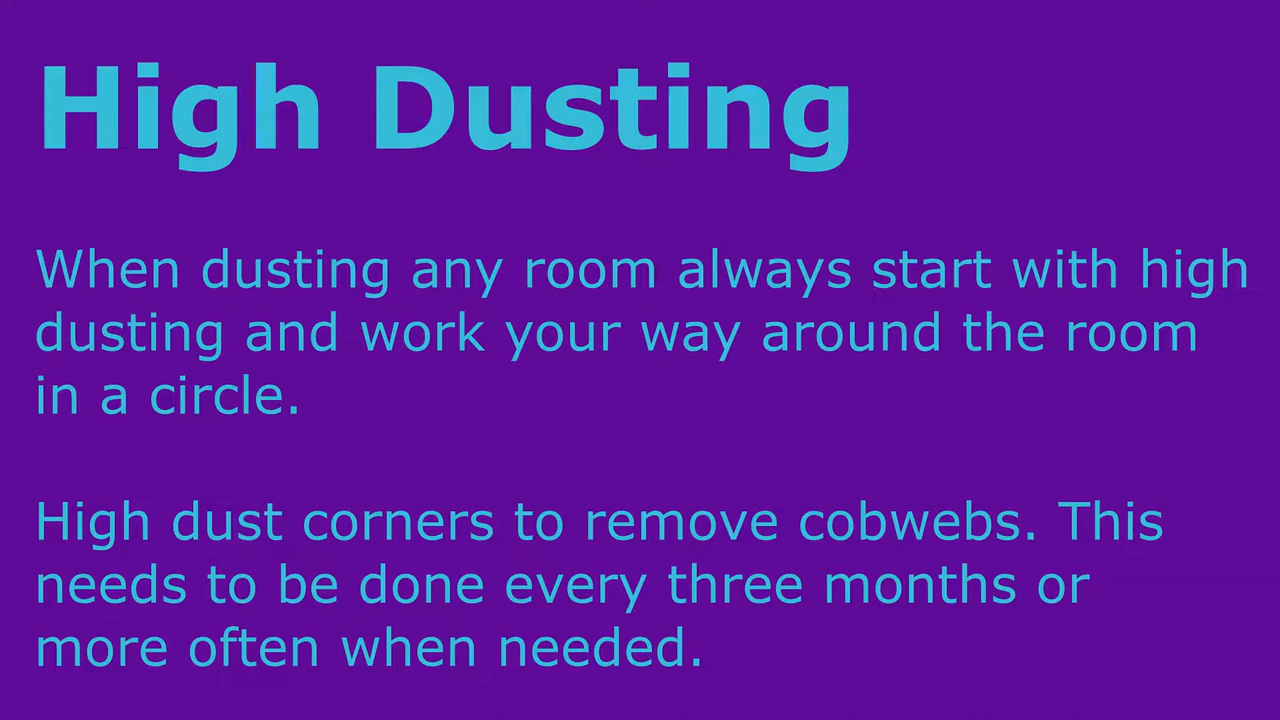 High Dusting
When dusting any room always start with high
dusting and work your way around the room
in a circle.
High dust corners to remove cobwebs. This
needs to be done every three months or
more often when needed.